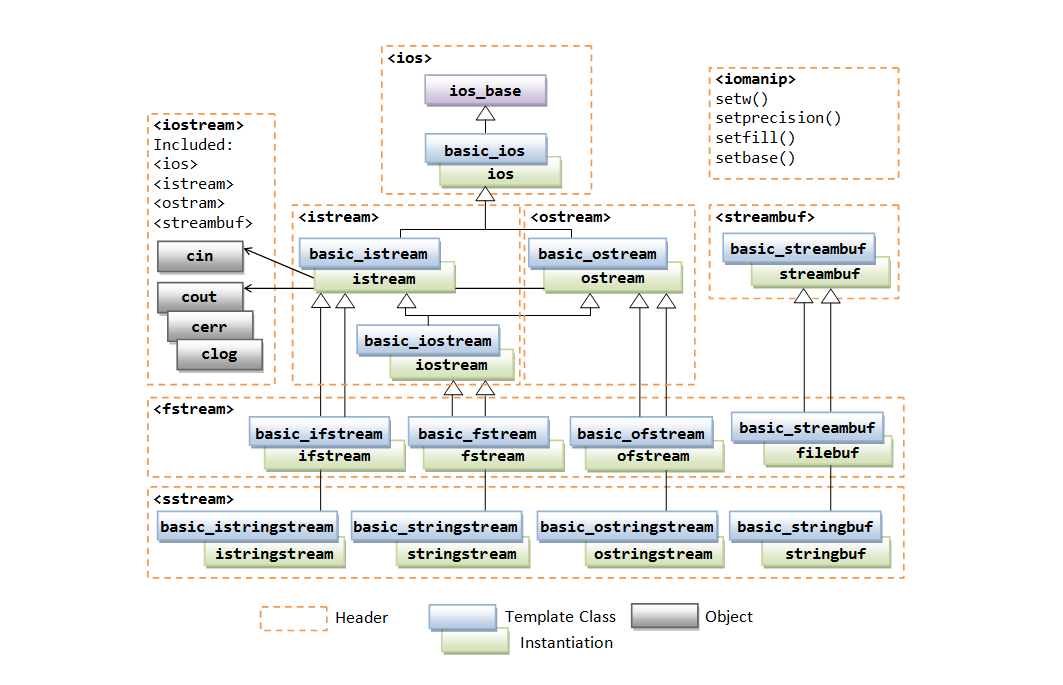 <ios>
ios_base
basic_ios
ios
<iomanip>
setw()
setprecision()
setfill()
setbase()
<iostream>
Included:
<ios>
<istream>
<ostram>
<streambuf>
cin
cout
cerr
clog
<istream>
basic_istream
istream
basic_iostream
iostream
<ostream>
basic_ostream
ostream
<streambuf>
basic_streambuf
streambuf
<fstream>
basic_ifstream
ifstream
basic_fstream
fstream
basic_ofstream
ofstream
basic_streambuf
filebuf
<sstream>
basic_istringstream
istringstream
basic_stringstream
stringstream
basic_ostringstream
ostringstream
basic_stringbuf
stringbuf
Header
Template Class
Instantiation
Object